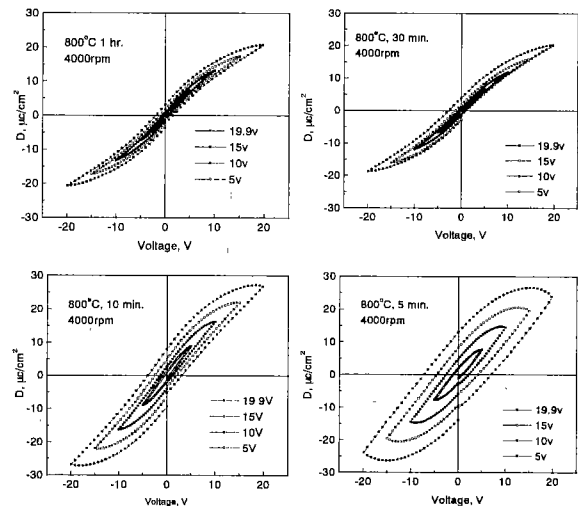 800°C 1 hr.
4000rpm
30
20
10
0
-10
-20
-30
D, μc/cm²
19.9v
15v
10v
5v
-20 -10 0 10 20
Voltage, V
800°C, 30 min.
4000rpm
30
20
10
0
-10
-20
-30
D, μc/cm²
19.9v
15v
10v
5v
-20 -10 0 10 20
Voltage, V
800°C, 10 min.
4000rpm
30
20
10
0
-10
-20
-30
D, μc/cm²
19.9V
15V
10V
5V
-20 -10 0 10 20
Voltage, V
800°C, 5 min.
4000rpm
30
20
10
0
-10
-20
-30
D, μc/cm²
19.9v
15v
10v
5v
-20 -10 0 10 20
Voltage, V